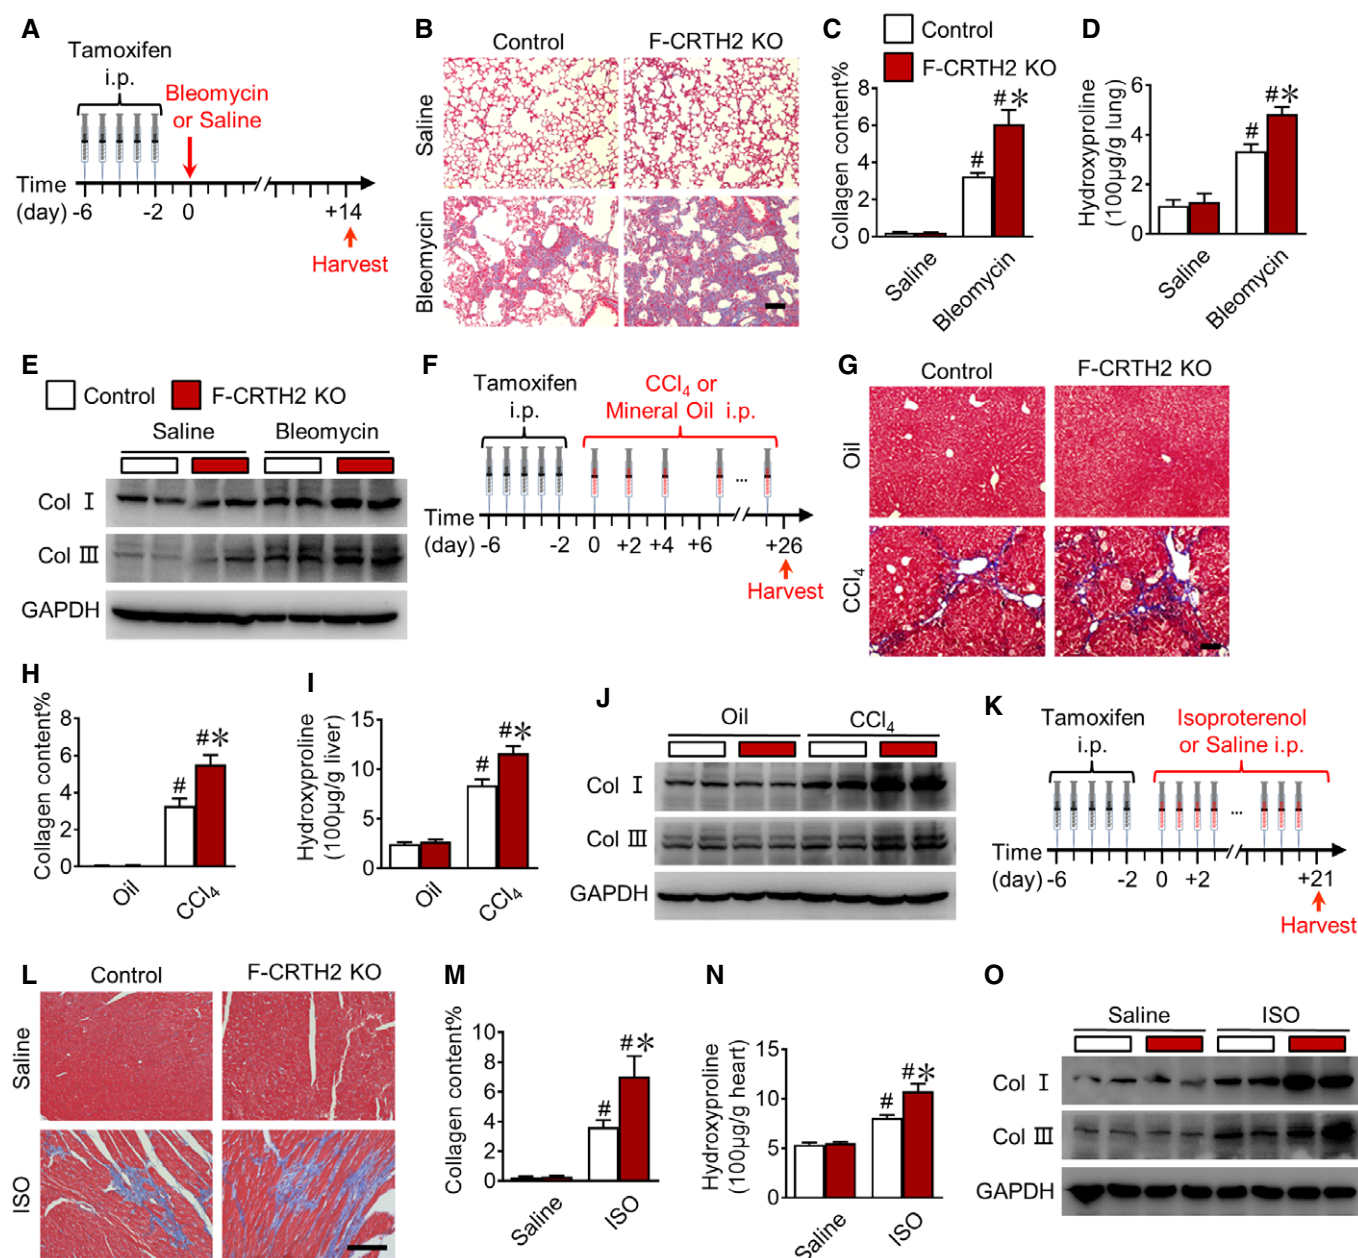 A
Tamoxifen
i.p.
Bleomycin
or Saline
Time
(day)
-6
-2
0
+14
Harvest
B
Control
F-CRTH2 KO
Saline
Bleomycin
C
Control
F-CRTH2 KO
Collagen content%
8
6
4
2
0
#
#*
Saline
Bleomycin
D
Hydroxyproline
(100µg/g lung)
6
4
2
0
#
#*
Saline
Bleomycin
E
Control
F-CRTH2 KO
Saline
Bleomycin
Col Ⅰ
Col Ⅲ
GAPDH
F
Tamoxifen
i.p.
CCl₄ or
Mineral Oil i.p.
...
Time
(day)
-6
-2
0
+2
+4
+6
+26
Harvest
G
Control
F-CRTH2 KO
Oil
CCl₄
H
Collagen content%
8
6
4
2
0
#
#*
Oil
CCl₄
I
Hydroxyproline
(100µg/g liver)
15
10
5
0
#
#*
Oil
CCl₄
J
Oil
CCl₄
Col Ⅰ
Col Ⅲ
GAPDH
K
Tamoxifen
i.p.
Isoproterenol
or Saline i.p.
...
Time
(day)
-6
-2
0
+2
+21
Harvest
L
Control
F-CRTH2 KO
Saline
ISO
M
Collagen content%
10
8
6
4
2
0
#
#*
Saline
ISO
N
Hydroxyproline
(100µg/g heart)
15
10
5
0
#
#*
Saline
ISO
O
Saline
ISO
Col Ⅰ
Col Ⅲ
GAPDH